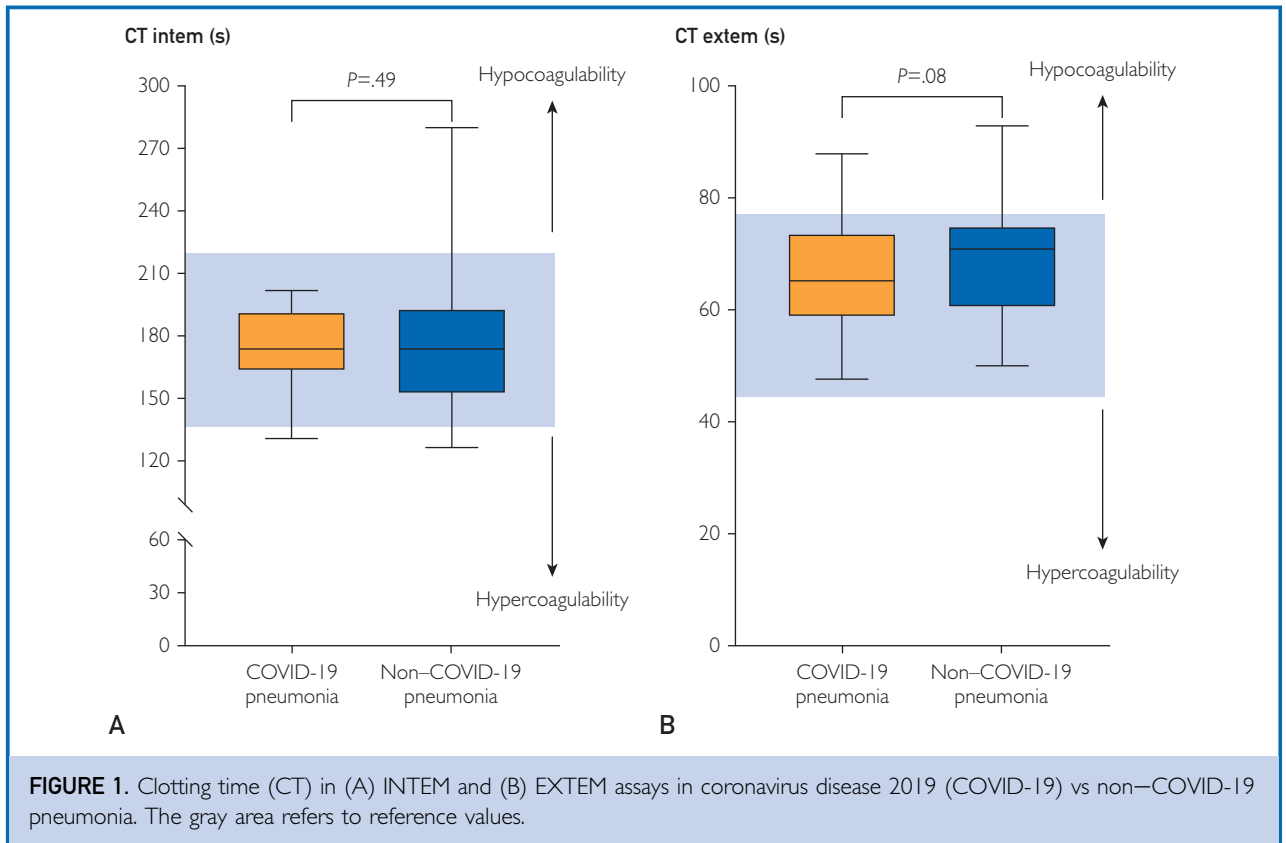 CT intem (s)
P=.49
Hypocoagulability
300
270
240
210
180
150
120
60
30
0
Hypercoagulability
COVID-19
pneumonia
Non–COVID-19
pneumonia
A
CT extem (s)
P=.08
Hypocoagulability
100
80
60
40
20
0
Hypercoagulability
COVID-19
pneumonia
Non–COVID-19
pneumonia
B
FIGURE 1. Clotting time (CT) in (A) INTEM and (B) EXTEM assays in coronavirus disease 2019 (COVID-19) vs non–COVID-19
pneumonia. The gray area refers to reference values.